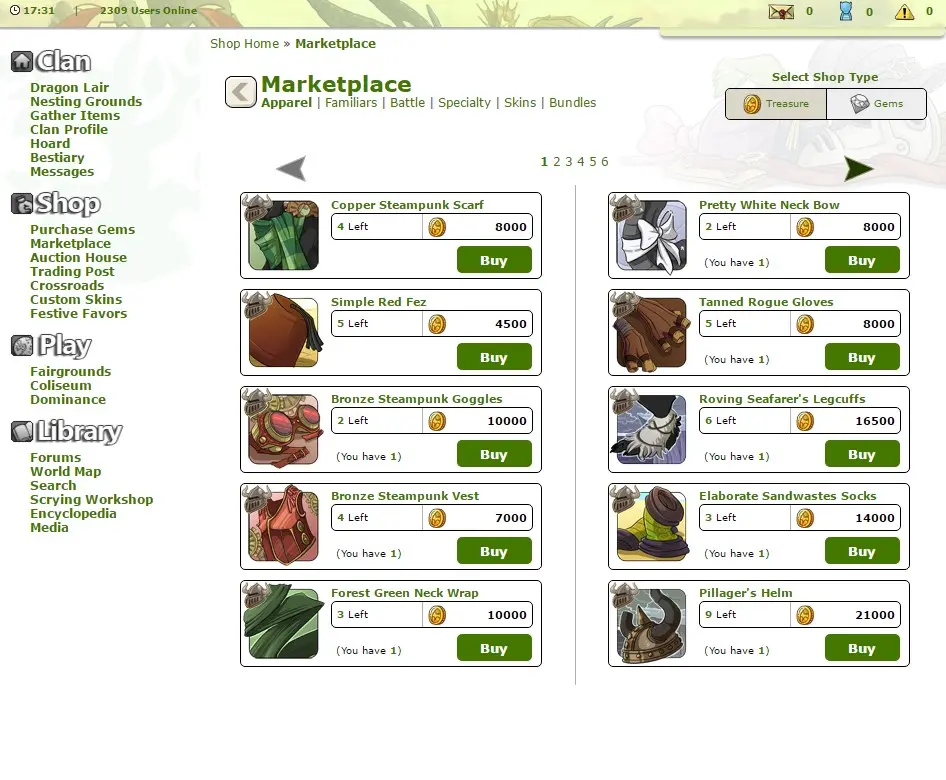 17:31 | 2309 Users Online 0 0 0
Clan
Dragon Lair
Nesting Grounds
Gather Items
Clan Profile
Hoard
Bestiary
Messages
Shop
Purchase Gems
Marketplace
Auction House
Trading Post
Crossroads
Custom Skins
Festive Favors
Play
Fairgrounds
Coliseum
Dominance
Library
Forums
World Map
Search
Scrying Workshop
Encyclopedia
Media
Shop Home » Marketplace
Marketplace
Apparel | Familiars | Battle | Specialty | Skins | Bundles
Select Shop Type
Treasure Gems
1 2 3 4 5 6
Copper Steampunk Scarf
4 Left 8000
Buy
Pretty White Neck Bow
2 Left 8000
(You have 1) Buy
Simple Red Fez
5 Left 4500
Buy
Tanned Rogue Gloves
5 Left 8000
(You have 1) Buy
Bronze Steampunk Goggles
2 Left 10000
(You have 1) Buy
Roving Seafarer's Legcuffs
6 Left 16500
(You have 1) Buy
Bronze Steampunk Vest
4 Left 7000
(You have 1) Buy
Elaborate Sandwastes Socks
3 Left 14000
(You have 1) Buy
Forest Green Neck Wrap
3 Left 10000
(You have 1) Buy
Pillager's Helm
9 Left 21000
(You have 1) Buy